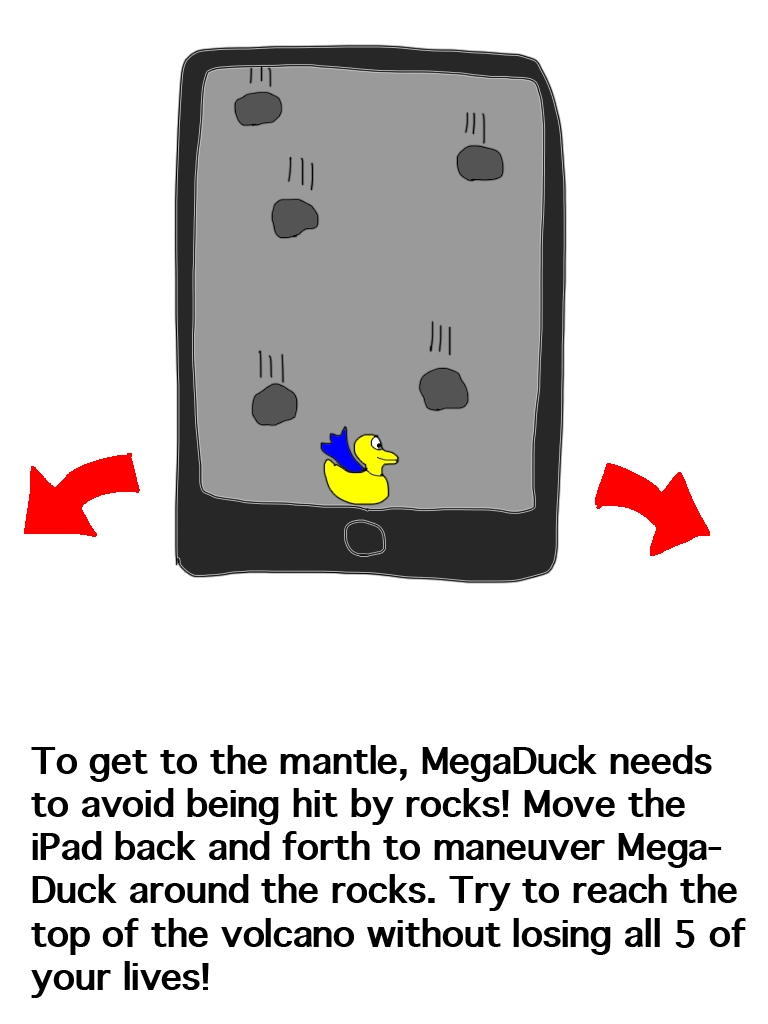 To get to the mantle, MegaDuck needs
to avoid being hit by rocks! Move the
iPad back and forth to maneuver Mega-
Duck around the rocks. Try to reach the
top of the volcano without losing all 5 of
your lives!